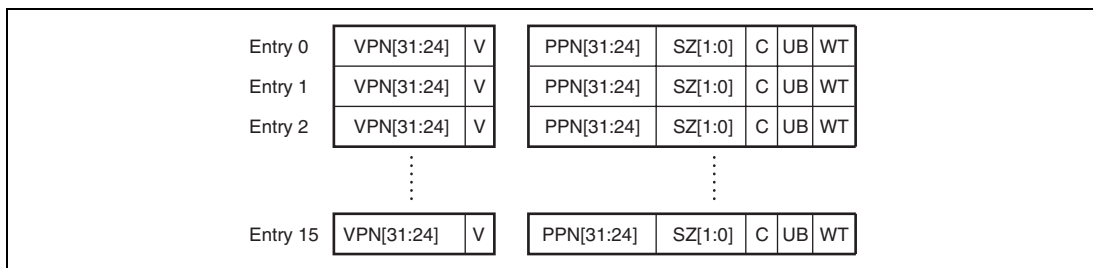 Entry 0 VPN[31:24] V PPN[31:24] SZ[1:0] C UB WT
Entry 1 VPN[31:24] V PPN[31:24] SZ[1:0] C UB WT
Entry 2 VPN[31:24] V PPN[31:24] SZ[1:0] C UB WT
Entry 15 VPN[31:24] V PPN[31:24] SZ[1:0] C UB WT